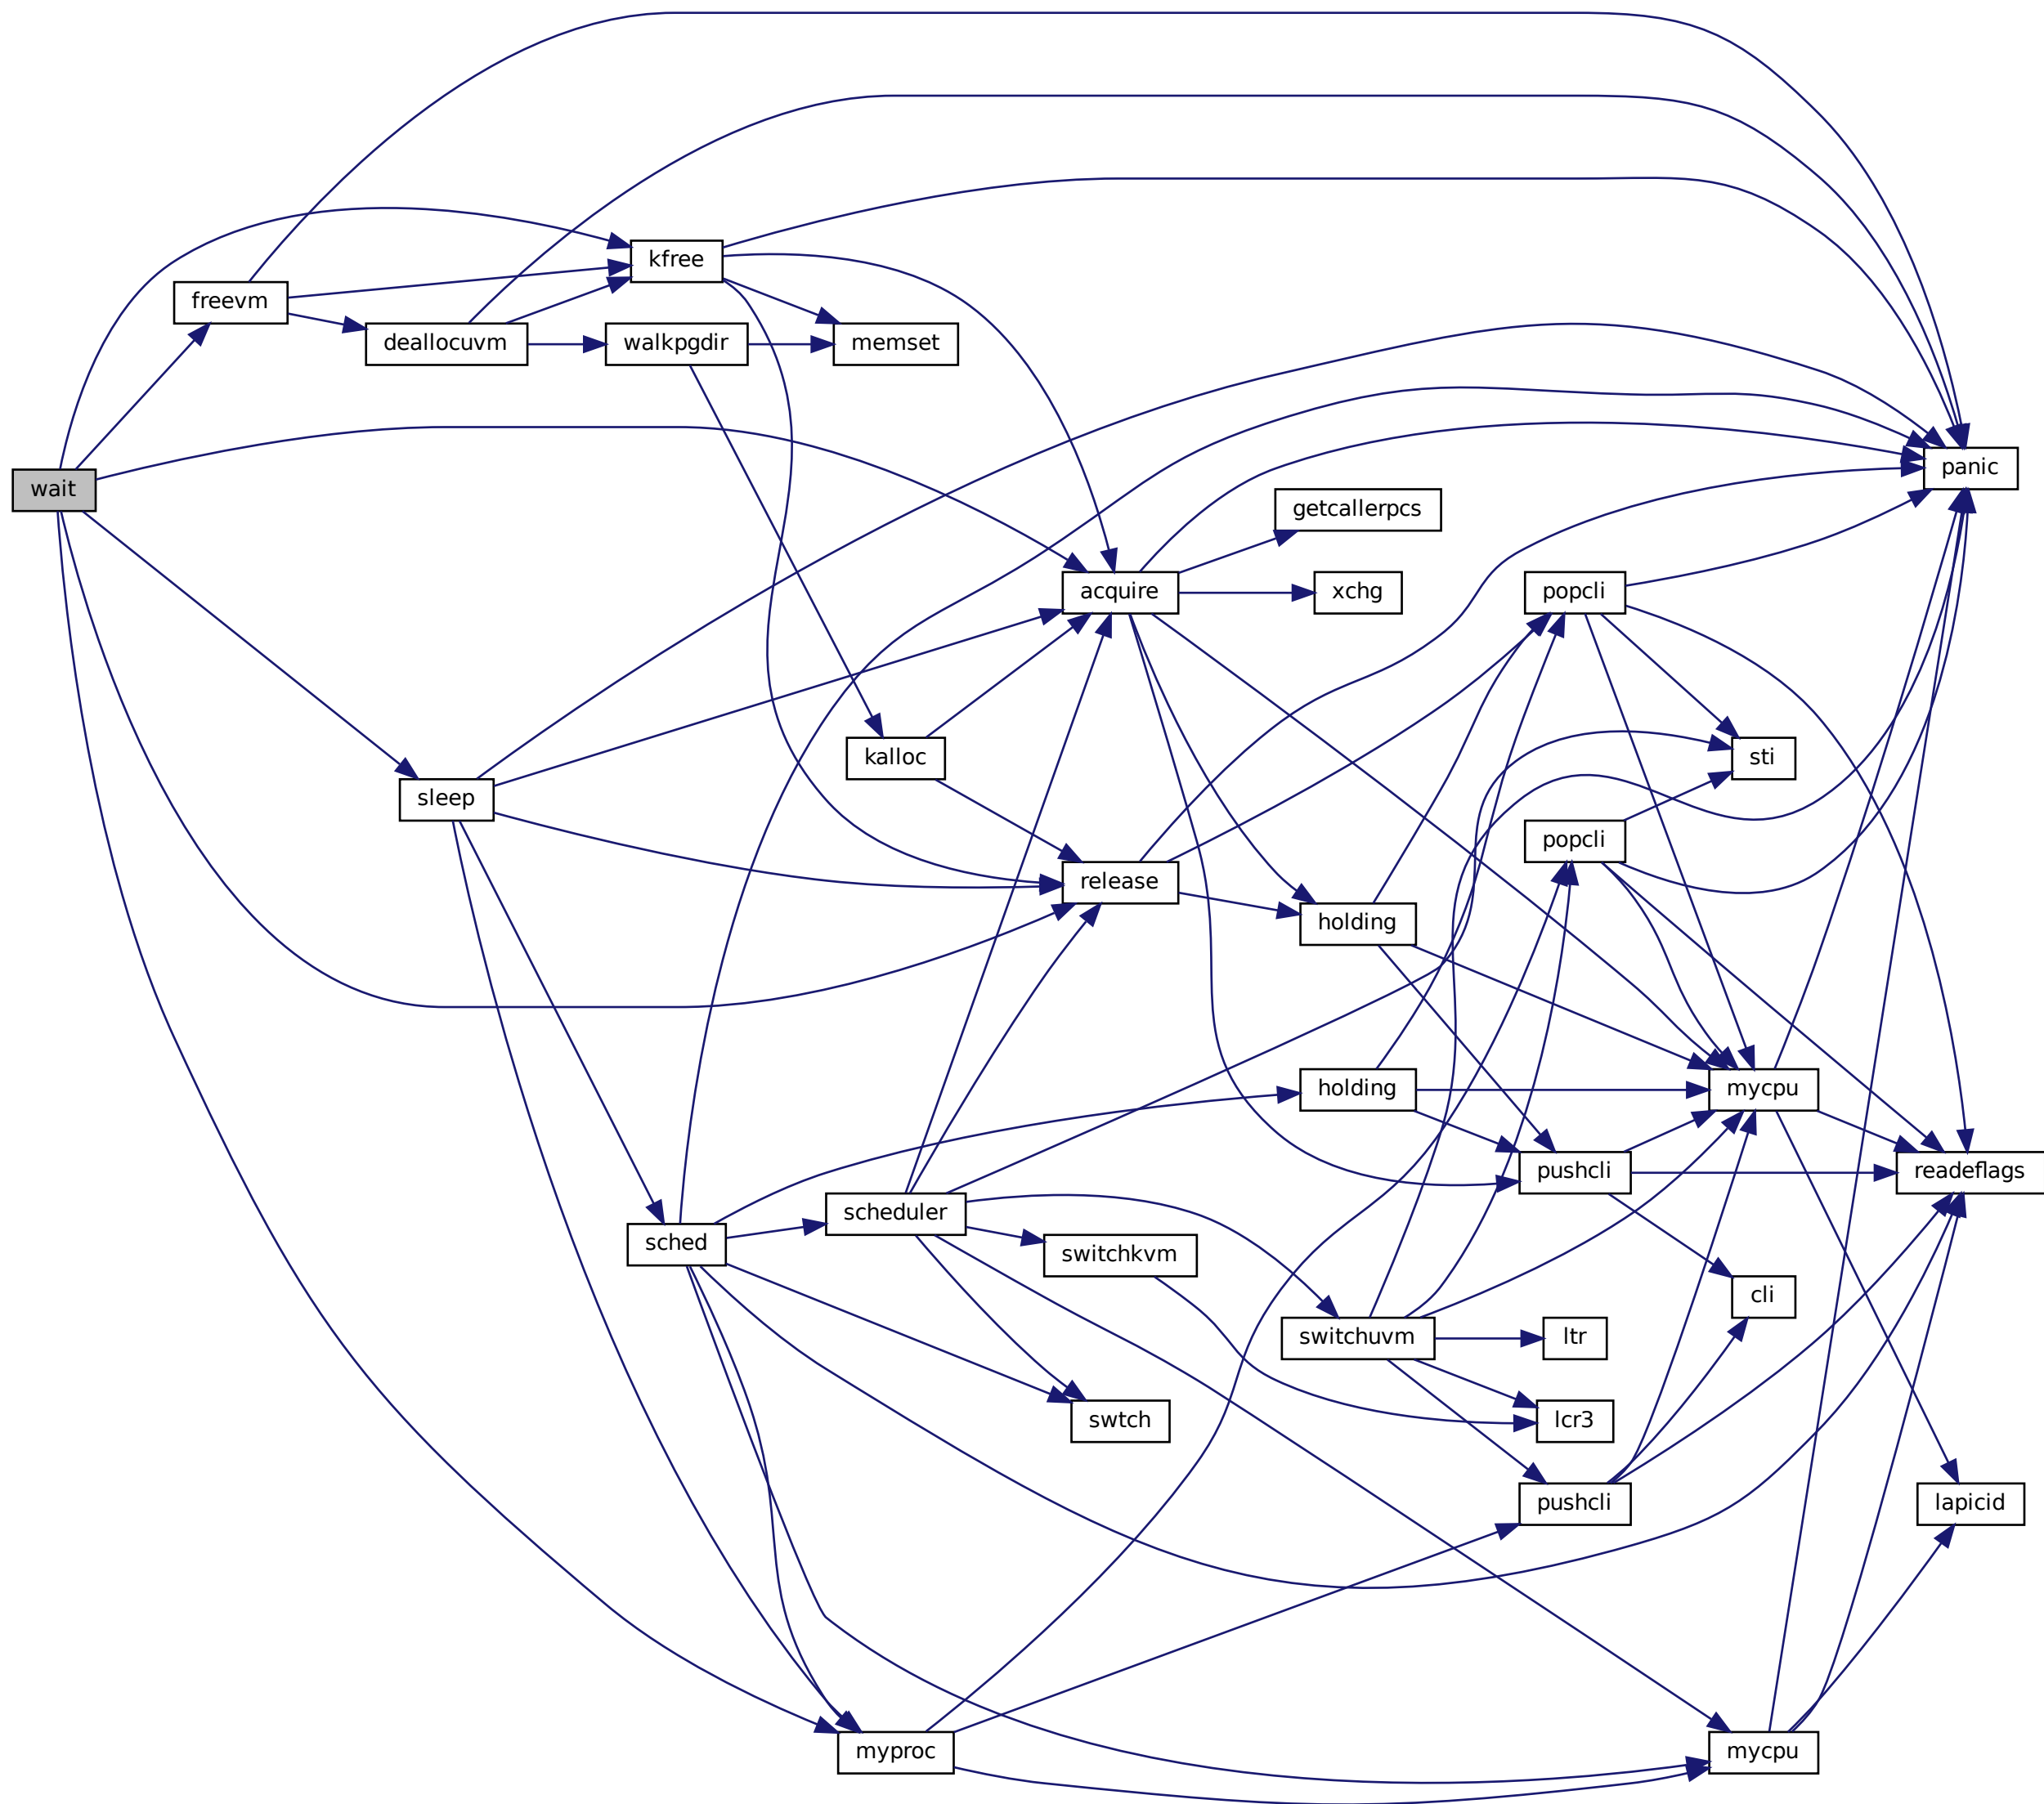 kfree
freevm
deallocuvm
walkpgdir
memset
panic
wait
getcallerpcs
acquire
xchg
popcli
kalloc
sti
sleep
popcli
release
holding
holding
mycpu
pushcli
readeflags
scheduler
sched
switchkvm
cli
switchuvm
ltr
swtch
lcr3
pushcli
lapicid
myproc
mycpu